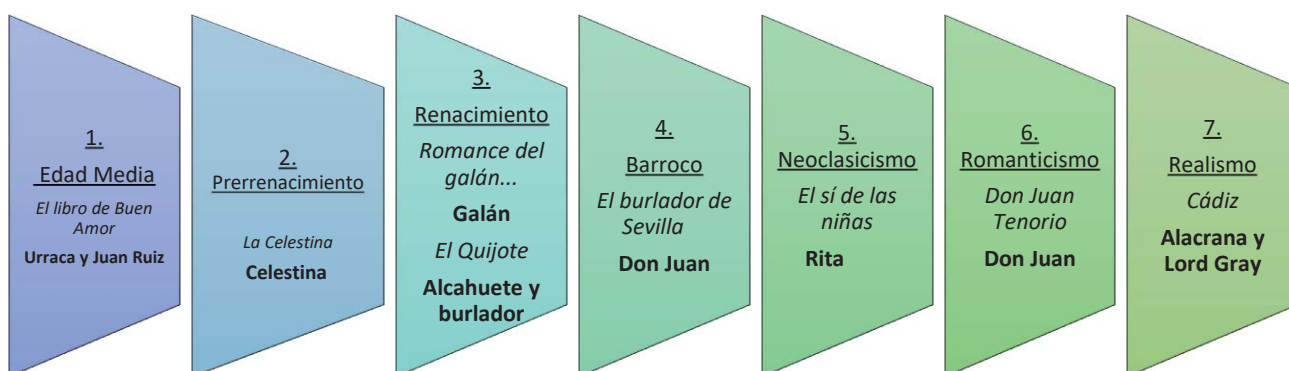 1.
Edad Media
El libro de Buen
Amor
Urraca y Juan Ruiz
2.
Prerrenacimiento
La Celestina
Celestina
3.
Renacimiento
Romance del
galán...
Galán
El Quijote
Alcahuete y
burlador
4.
Barroco
El burlador de
Sevilla
Don Juan
5.
Neoclasicismo
El sí de las
niñas
Rita
6.
Romanticismo
Don Juan
Tenorio
Don Juan
7.
Realismo
Cádiz
Alacrana y
Lord Gray